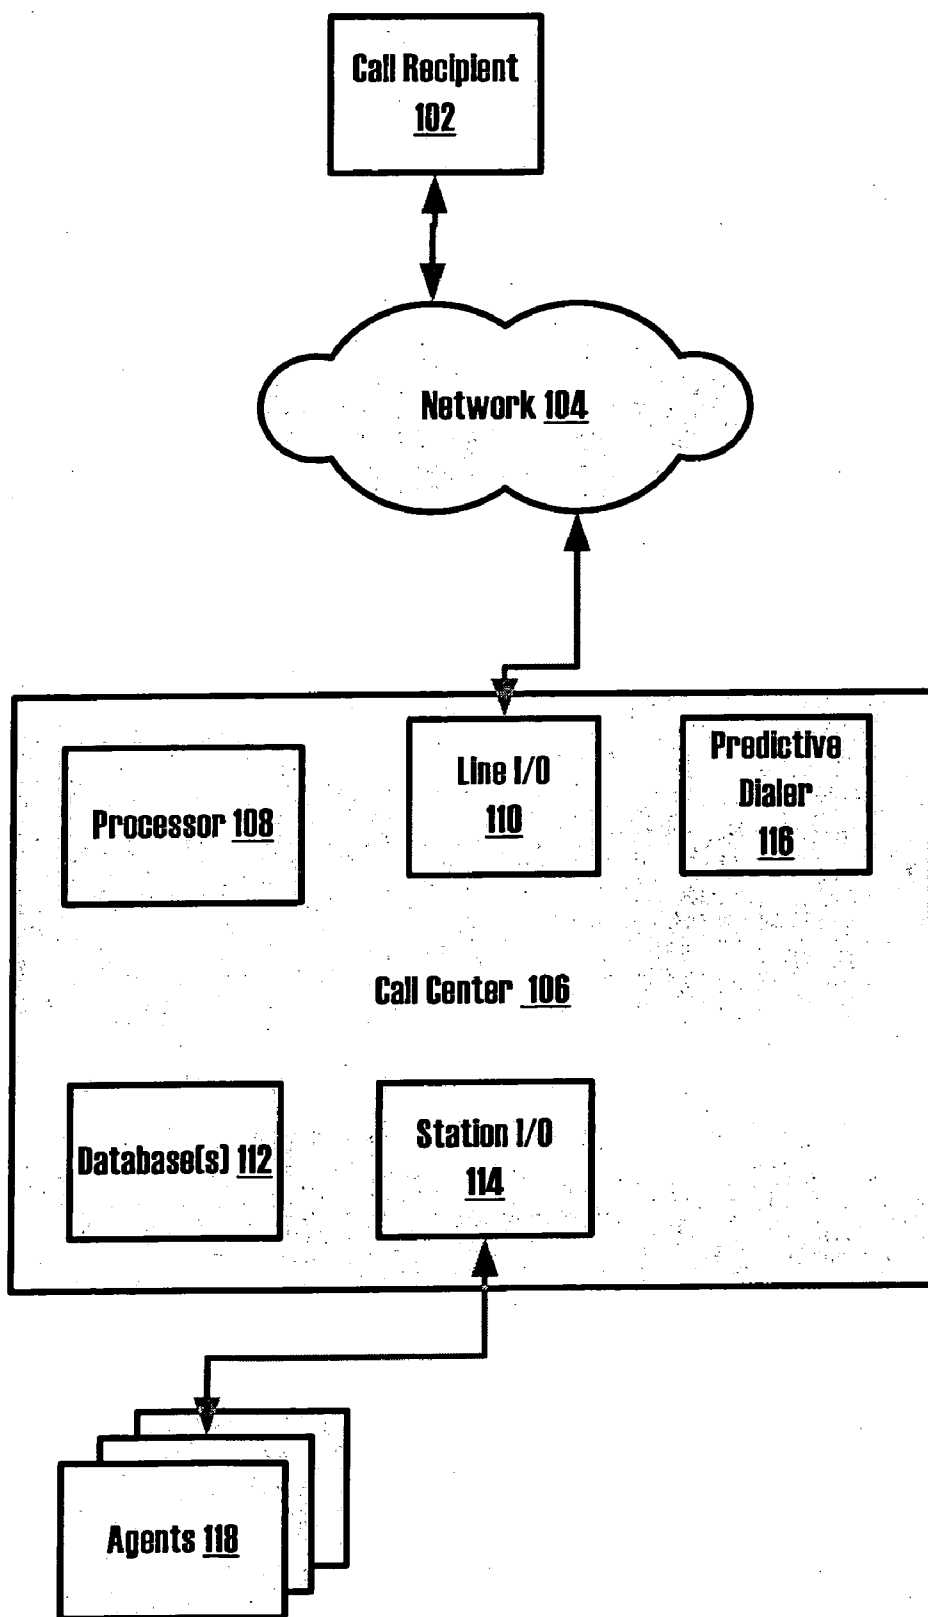 Call Recipient
102
Network 104
Line I/O
110
Predictive
Dialer
116
Processor 108
Call Center 106
Database(s) 112
Station I/O
114
Agents 118